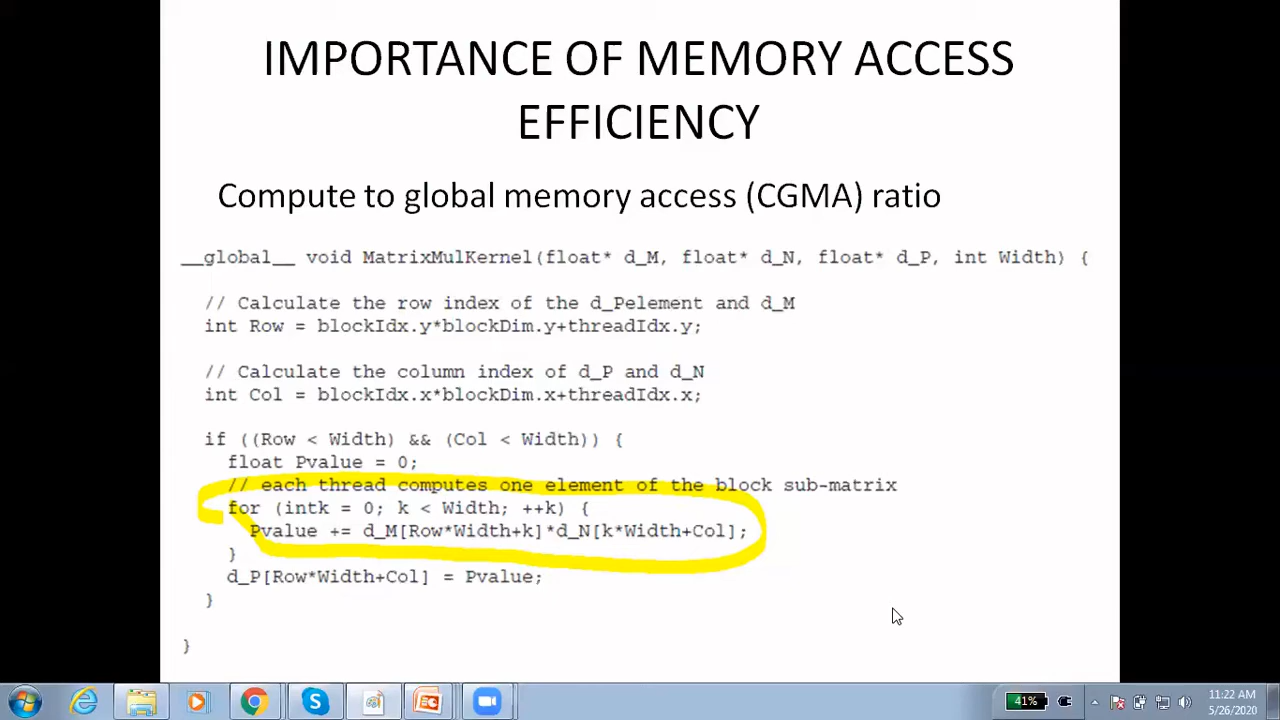 IMPORTANCE OF MEMORY ACCESS
EFFICIENCY
Compute to global memory access (CGMA) ratio
__global__ void MatrixMulKernel(float* d_M, float* d_N, float* d_P, int Width) {
// Calculate the row index of the d_Pelement and d_M
int Row = blockIdx.y*blockDim.y+threadIdx.y;
// Calculate the column index of d_P and d_N
int Col = blockIdx.x*blockDim.x+threadIdx.x;
if ((Row < Width) && (Col < Width)) {
float Pvalue = 0;
// each thread computes one element of the block sub-matrix
for (intk = 0; k < Width; ++k) {
Pvalue += d_M[Row*Width+k]*d_N[k*Width+Col];
}
d_P[Row*Width+Col] = Pvalue;
}
}
41%
11:22 AM
5/26/2020